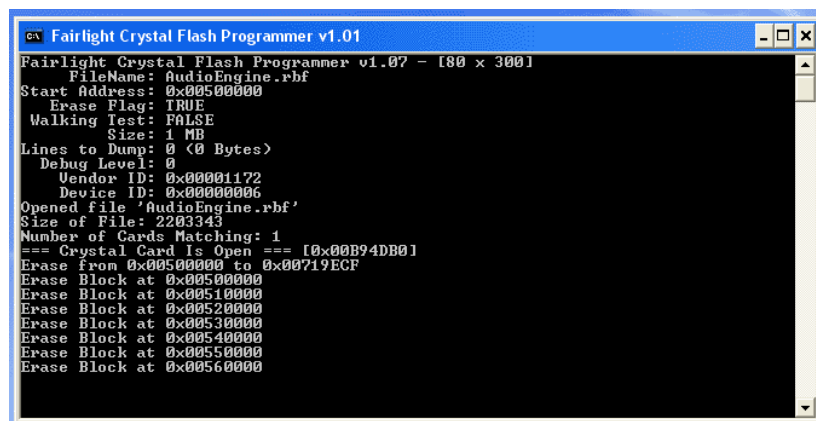 Fairlight Crystal Flash Programmer v1.01
Fairlight Crystal Flash Programmer v1.07 - [80 x 300]
FileName: AudioEngine.rbf
Start Address: 0x00500000
Erase Flag: TRUE
Walking Test: FALSE
Size: 1 MB
Lines to Dump: 0 (0 Bytes)
Debug Level: 0
Vendor ID: 0x00001172
Device ID: 0x00000006
Opened file 'AudioEngine.rbf'
Size of File: 2203343
Number of Cards Matching: 1
=== Crystal Card Is Open === [0x00B94DB0]
Erase from 0x00500000 to 0x00719ECF
Erase Block at 0x00500000
Erase Block at 0x00510000
Erase Block at 0x00520000
Erase Block at 0x00530000
Erase Block at 0x00540000
Erase Block at 0x00550000
Erase Block at 0x00560000